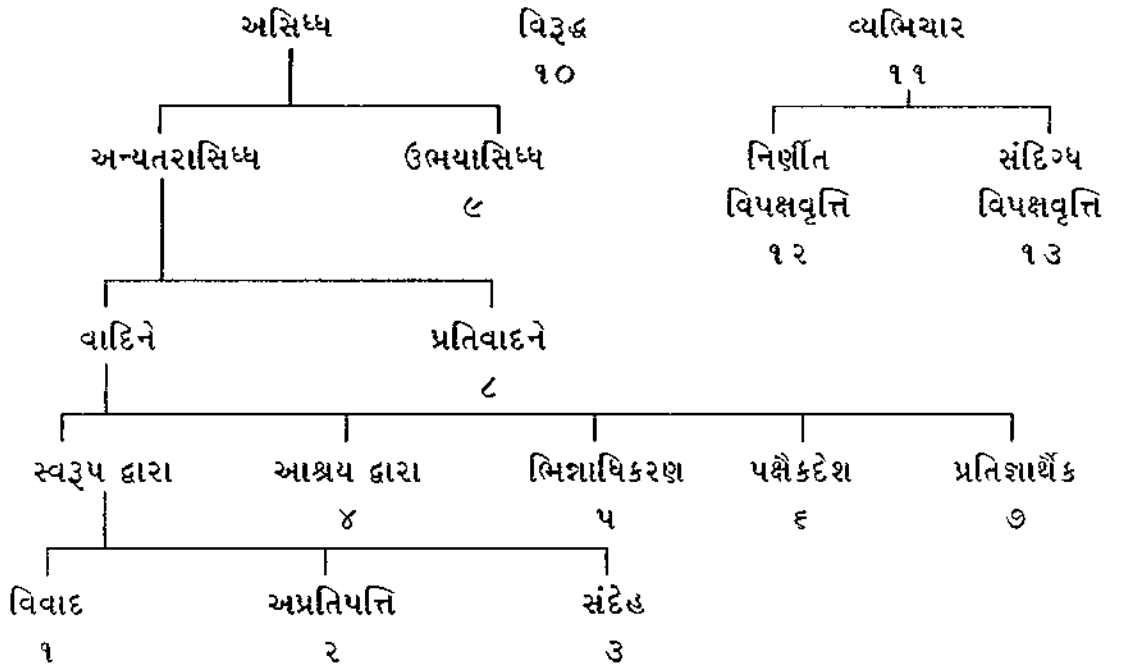 અસિધ્ધ વિરૂદ્ધ વ્યભિચાર
૧૦ ૧૧
અન્યતરાસિધ્ધ ઉભયાસિધ્ધ નિર્ણીત સંદિગ્ધ
૯ વિપક્ષવૃત્તિ વિપક્ષવૃત્તિ
૧૨ ૧૩
વાદિને પ્રતિવાદને
૮
સ્વરૂપ દ્વારા આશ્રય દ્વારા ભિન્નાધિકરણ પક્ષૈકદેશ પ્રતિજ્ઞાર્થૈક
૪ ૫ ૬ ૭
વિવાદ અપ્રતિપત્તિ સંદેહ
૧ ૨ ૩